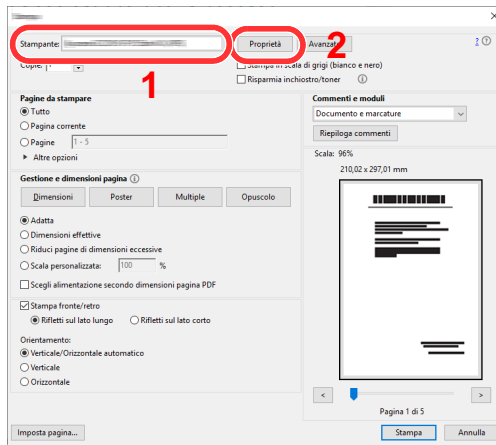 Stampante:
Proprietà
Avanzate
2
?
1
Copie: 1
Stampa in scala di grigi (bianco e nero)
Risparmia inchiostro/toner
Pagine da stampare
Tutto
Pagina corrente
Pagine 1 - 5
Altre opzioni
Commenti e moduli
Documento e marcature
Riepiloga commenti
Scala: 96%
210,02 x 297,01 mm
Gestione e dimensioni pagina
Dimensioni Poster Multiple Opuscolo
Adatta
Dimensioni effettive
Riduci pagine di dimensioni eccessive
Scala personalizzata: 100 %
Scegli alimentazione secondo dimensioni pagina PDF
Stampa fronte/retro
Rifletti sul lato lungo Rifletti sul lato corto
Orientamento:
Verticale/Orizzontale automatico
Verticale
Orizzontale
< >
Pagina 1 di 5
Imposta pagina... Stampa Annulla